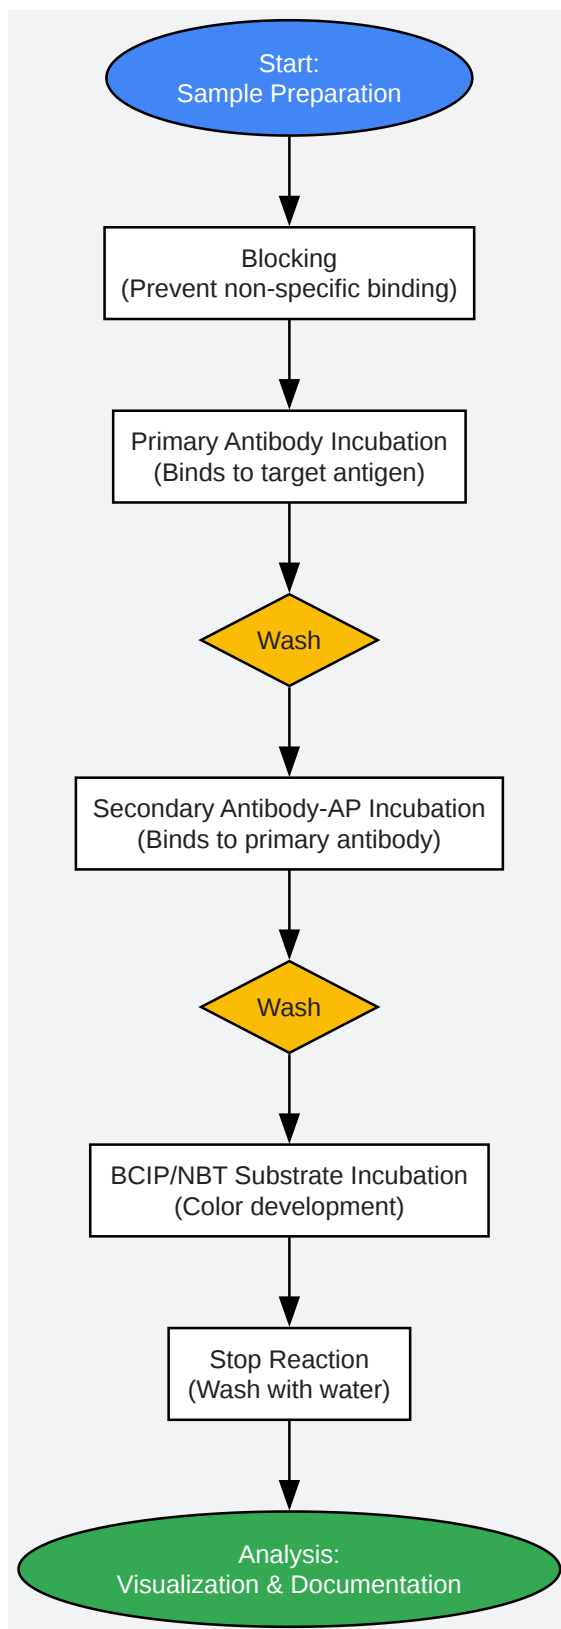 Start:
Sample Preparation
Blocking
(Prevent non-specific binding)
Primary Antibody Incubation
(Binds to target antigen)
Wash
Secondary Antibody-AP Incubation
(Binds to primary antibody)
Wash
BCIP/NBT Substrate Incubation
(Color development)
Stop Reaction
(Wash with water)
Analysis:
Visualization & Documentation